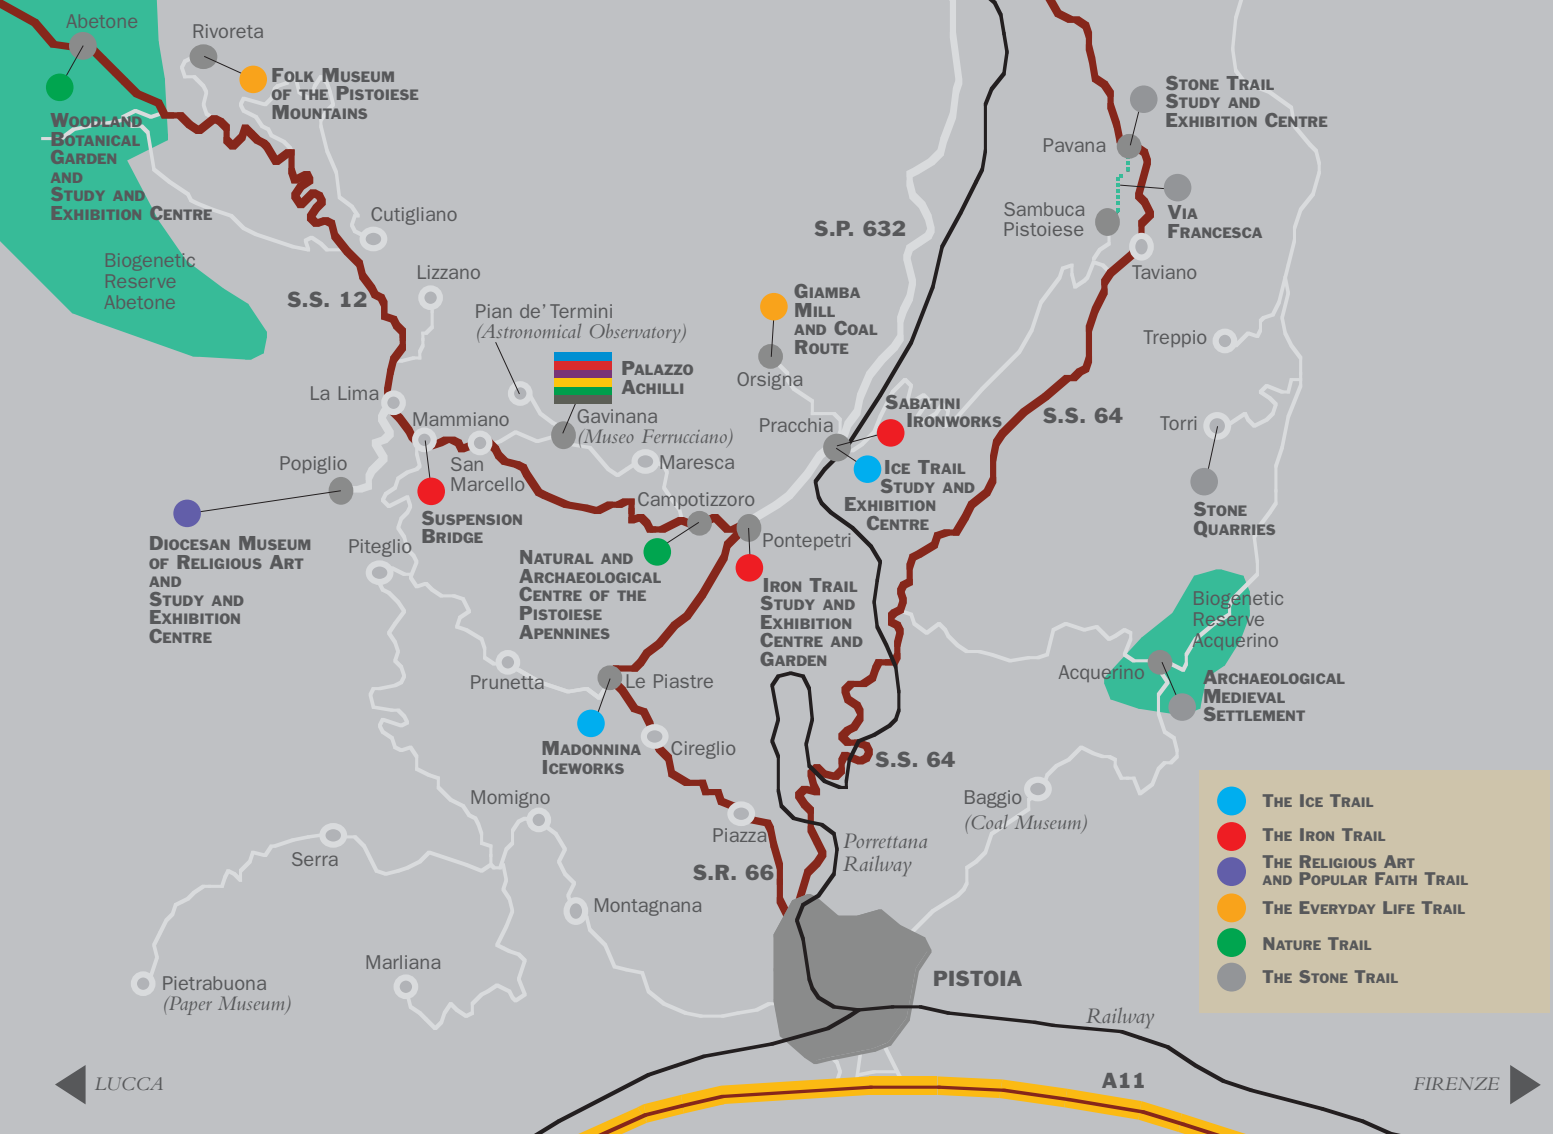 Abetone
Rivoreta
Folk Museum
of the Pistoiese
Mountains
Woodland
Botanical
Garden
and
Study and
Exhibition Centre
Biogenetic
Reserve
Abetone
Cutigliano
S.S. 12
Lizzano
Pian de' Termini
(Astronomical Observatory)
Palazzo
Achilli
La Lima
Mammiano
Gavinana
(Museo Ferrucciano)
Popiglio
San
Marcello
Maresca
Suspension
Bridge
Campotizzoro
Diocesan Museum
of Religious Art
and
Study and
Exhibition
Centre
Piteglio
Natural and
Archaeological
Centre of the
Pistoiese
Apennines
Pontepetri
Iron Trail
Study and
Exhibition
Centre and
Garden
S.P. 632
Giamba
Mill
and Coal
Route
Orsigna
Pracchia
Sabatini
Ironworks
Ice Trail
Study and
Exhibition
Centre
Stone Trail
Study and
Exhibition Centre
Pavana
Sambuca
Pistoiese
Via
Francesca
Taviano
Treppio
S.S. 64
Torri
Stone
Quarries
Biogenetic
Reserve
Acquerino
Acquerino
Archaeological
Medieval
Settlement
Prunetta
Le Piastre
Madonnina
Iceworks
Cireglio
S.S. 64
Momigno
Piazza
Baggio
(Coal Museum)
Porrettana
Railway
Serra
S.R. 66
Montagnana
Marliana
Pietrabuona
(Paper Museum)
PISTOIA
Railway
The Ice Trail
The Iron Trail
The Religious Art
and Popular Faith Trail
The Everyday Life Trail
Nature Trail
The Stone Trail
LUCCA
A11
FIRENZE